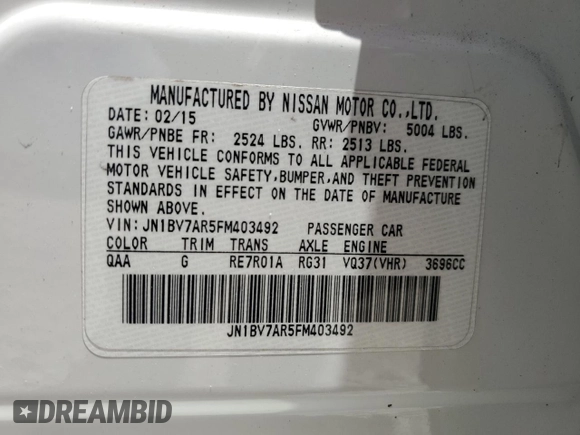 MANUFACTURED BY NISSAN MOTOR CO.,LTD.
DATE: 02/15 GVWR/PNBV: 5004 LBS.
GAWR/PNBE FR: 2524 LBS. RR: 2513 LBS.
THIS VEHICLE CONFORMS TO ALL APPLICABLE FEDERAL
MOTOR VEHICLE SAFETY,BUMPER,AND THEFT PREVENTION
STANDARDS IN EFFECT ON THE DATE OF MANUFACTURE
SHOWN ABOVE.
VIN:JN1BV7AR5FM403492 PASSENGER CAR
COLOR TRIM TRANS AXLE ENGINE
QAA G RE7R01A RG31 VQ37(VHR) 3696CC
JN1BV7AR5FM403492
DREAMBID